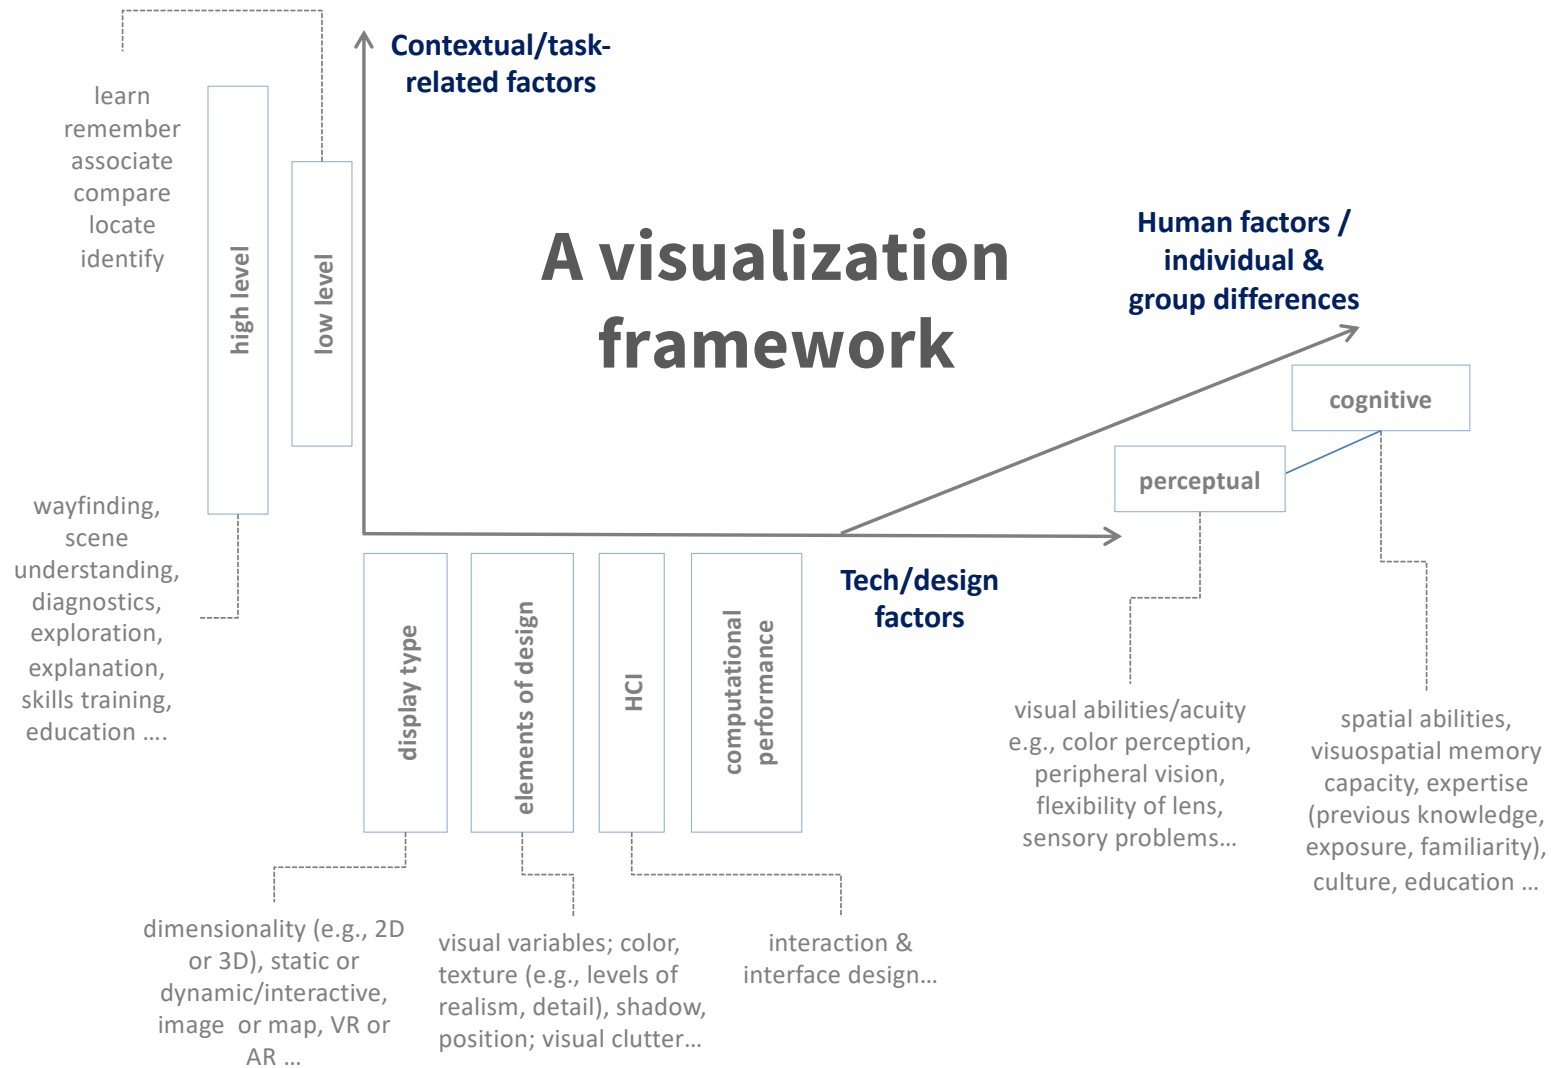 Contextual/task-
related factors
learn
remember
associate
compare
locate
identify
high level
low level
A visualization
framework
Human factors /
individual &
group differences
cognitive
perceptual
wayfinding,
scene
understanding,
diagnostics,
exploration,
explanation,
skills training,
education ....
Tech/design
factors
display type
elements of design
HCI
computational
performance
visual abilities/acuity
e.g., color perception,
peripheral vision,
flexibility of lens,
sensory problems...
spatial abilities,
visuospatial memory
capacity, expertise
(previous knowledge,
exposure, familiarity),
culture, education ...
dimensionality (e.g., 2D
or 3D), static or
dynamic/interactive,
image or map, VR or
AR ...
visual variables; color,
texture (e.g., levels of
realism, detail), shadow,
position; visual clutter...
interaction &
interface design...